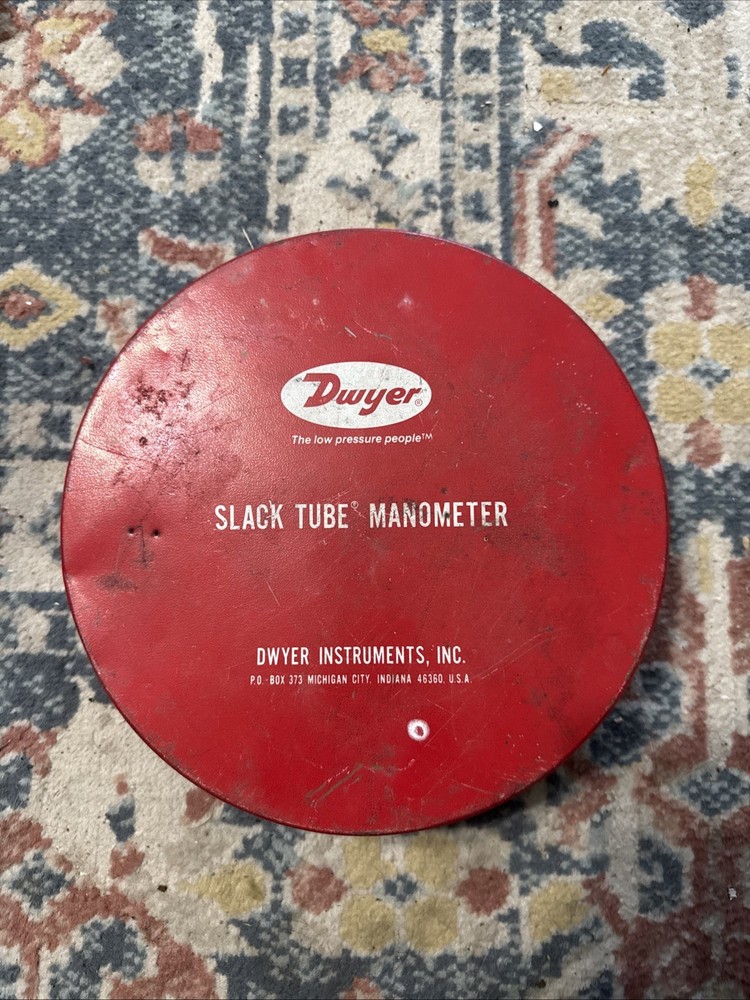 Dwyer®
The low pressure people™
SLACK TUBE® MANOMETER
DWYER INSTRUMENTS, INC.
P.O. BOX 373 MICHIGAN CITY, INDIANA 46360, U.S.A.